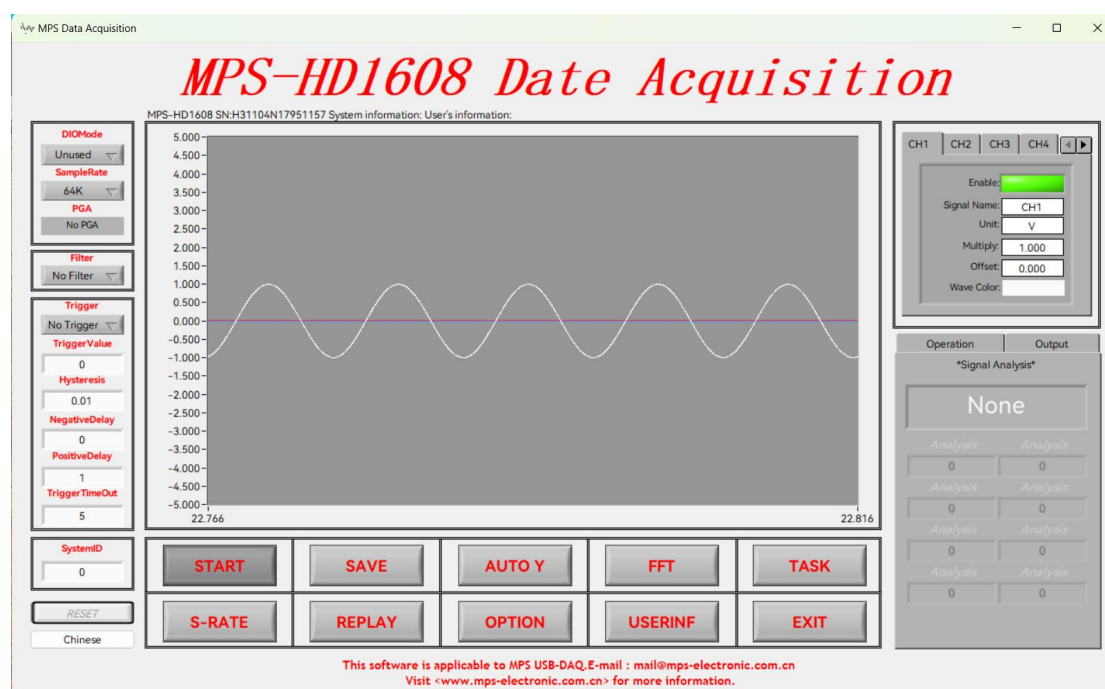 MPS Data Acquisition
MPS-HD1608 Date Acquisition
MPS-HD1608 SN:H31104N17951157 System information: User's information:
DIOMode
Unused
SampleRate
64K
PGA
No PGA
Filter
No Filter
Trigger
No Trigger
TriggerValue
0
Hysteresis
0.01
NegativeDelay
0
PositiveDelay
1
TriggerTimeOut
5
SystemID
0
RESET
Chinese
5.000
4.500
4.000
3.500
3.000
2.500
2.000
1.500
1.000
0.500
0.000
-0.500
-1.000
-1.500
-2.000
-2.500
-3.000
-3.500
-4.000
-4.500
-5.000
22.766 22.816
START SAVE AUTO Y FFT TASK
S-RATE REPLAY OPTION USERINF EXIT
CH1 CH2 CH3 CH4
Enable:
Signal Name: CH1
Unit: V
Multiply: 1.000
Offset: 0.000
Wave Color:
Operation Output
*Signal Analysis*
None
Analysis Analysis
0 0
Analysis Analysis
0 0
Analysis Analysis
0 0
Analysis Analysis
0 0
This software is applicable to MPS USB-DAQ.E-mail : mail@mps-electronic.com.cn
Visit <www.mps-electronic.com.cn> for more information.